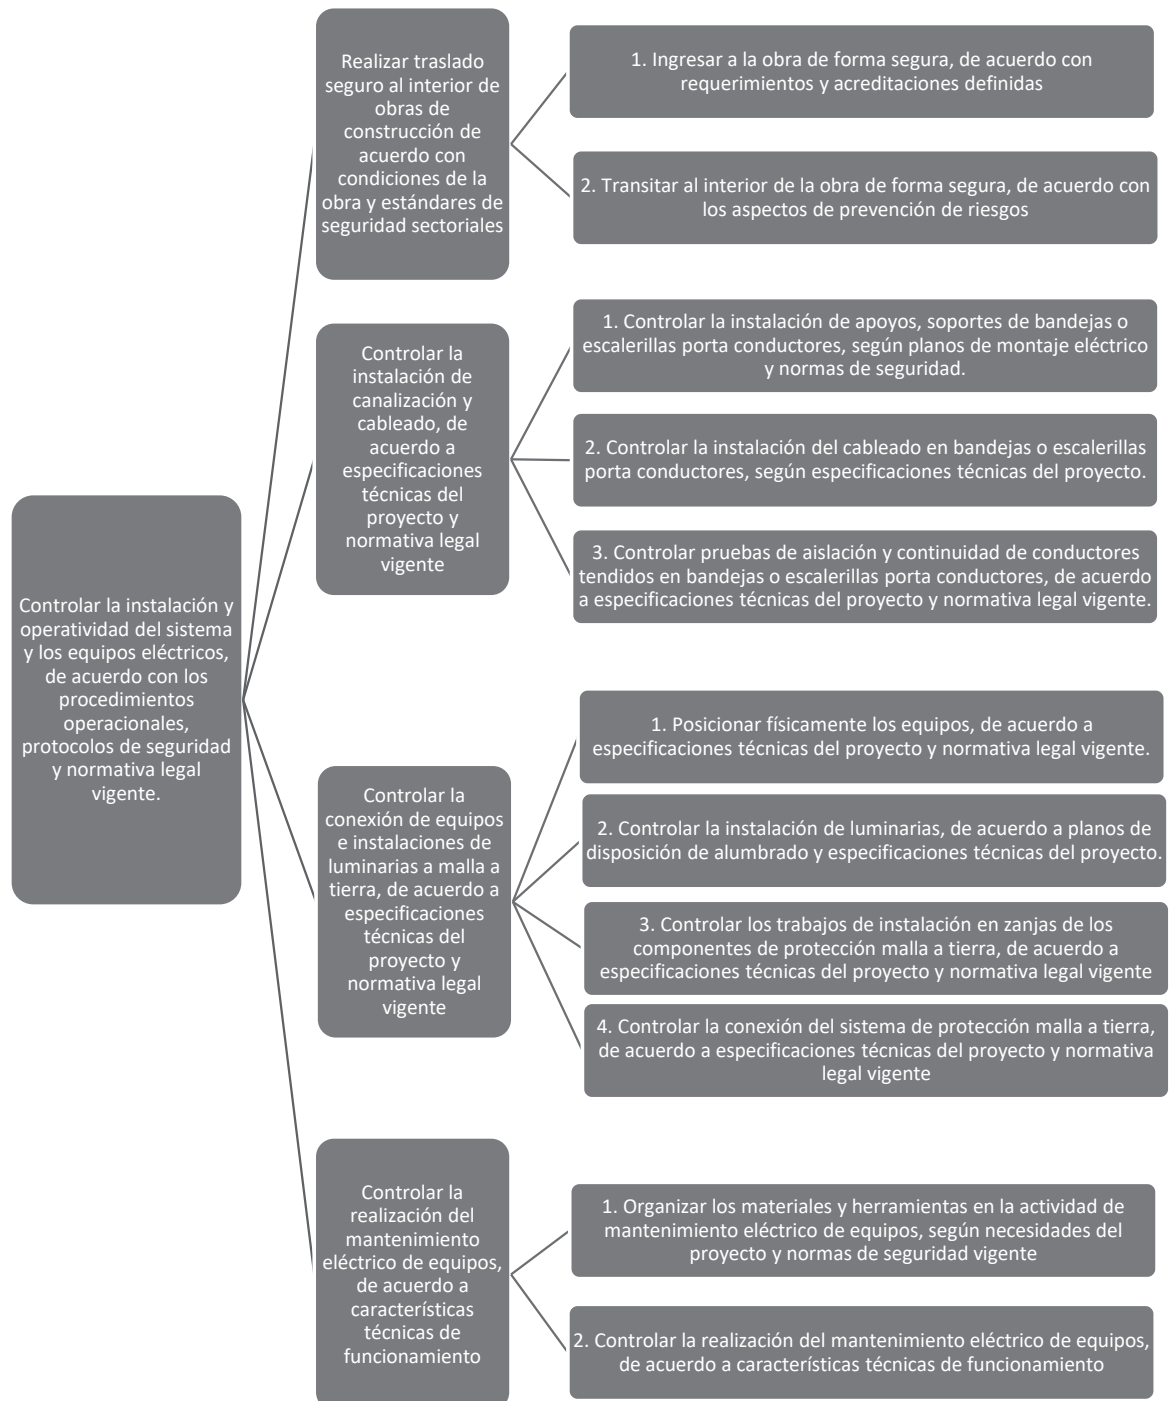 Controlar la instalación y
operatividad del sistema
y los equipos eléctricos,
de acuerdo con los
procedimientos
operacionales,
protocolos de seguridad
y normativa legal
vigente.
Realizar traslado
seguro al interior de
obras de
construcción de
acuerdo con
condiciones de la
obra y estándares de
seguridad sectoriales
1. Ingresar a la obra de forma segura, de acuerdo con
requerimientos y acreditaciones definidas
2. Transitar al interior de la obra de forma segura, de acuerdo con
los aspectos de prevención de riesgos
Controlar la
instalación de
canalización y
cableado, de
acuerdo a
especificaciones
técnicas del
proyecto y
normativa legal
vigente
1. Controlar la instalación de apoyos, soportes de bandejas o
escalerillas porta conductores, según planos de montaje eléctrico
y normas de seguridad.
2. Controlar la instalación del cableado en bandejas o escalerillas
porta conductores, según especificaciones técnicas del proyecto.
3. Controlar pruebas de aislación y continuidad de conductores
tendidos en bandejas o escalerillas porta conductores, de acuerdo
a especificaciones técnicas del proyecto y normativa legal vigente.
Controlar la
conexión de equipos
e instalaciones de
luminarias a malla a
tierra, de acuerdo a
especificaciones
técnicas del
proyecto y
normativa legal
vigente
1. Posicionar físicamente los equipos, de acuerdo a
especificaciones técnicas del proyecto y normativa legal vigente.
2. Controlar la instalación de luminarias, de acuerdo a planos de
disposición de alumbrado y especificaciones técnicas del proyecto.
3. Controlar los trabajos de instalación en zanjas de los
componentes de protección malla a tierra, de acuerdo a
especificaciones técnicas del proyecto y normativa legal vigente
4. Controlar la conexión del sistema de protección malla a tierra,
de acuerdo a especificaciones técnicas del proyecto y normativa
legal vigente
Controlar la
realización del
mantenimiento
eléctrico de equipos,
de acuerdo a
características
técnicas de
funcionamiento
1. Organizar los materiales y herramientas en la actividad de
mantenimiento eléctrico de equipos, según necesidades del
proyecto y normas de seguridad vigente
2. Controlar la realización del mantenimiento eléctrico de equipos,
de acuerdo a características técnicas de funcionamiento